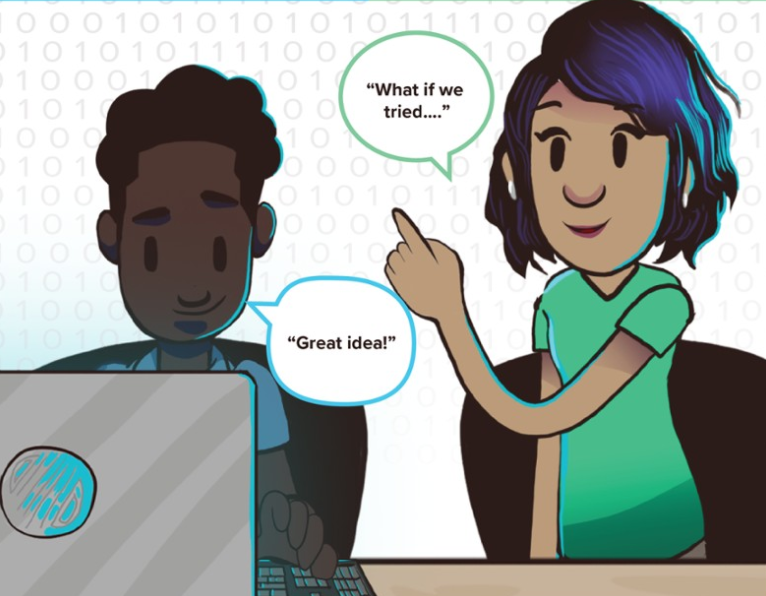 “What if we
tried....”
“Great idea!”